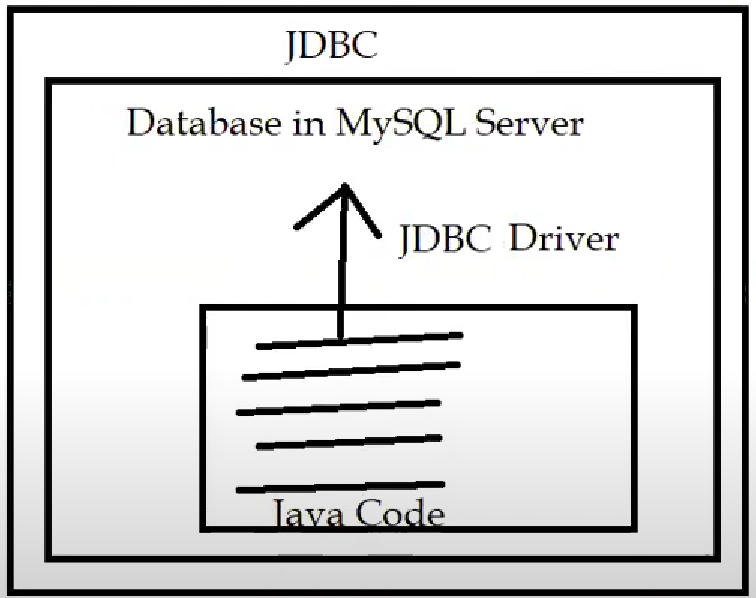 JDBC
Database in MySQL Server
JDBC Driver
Java Code